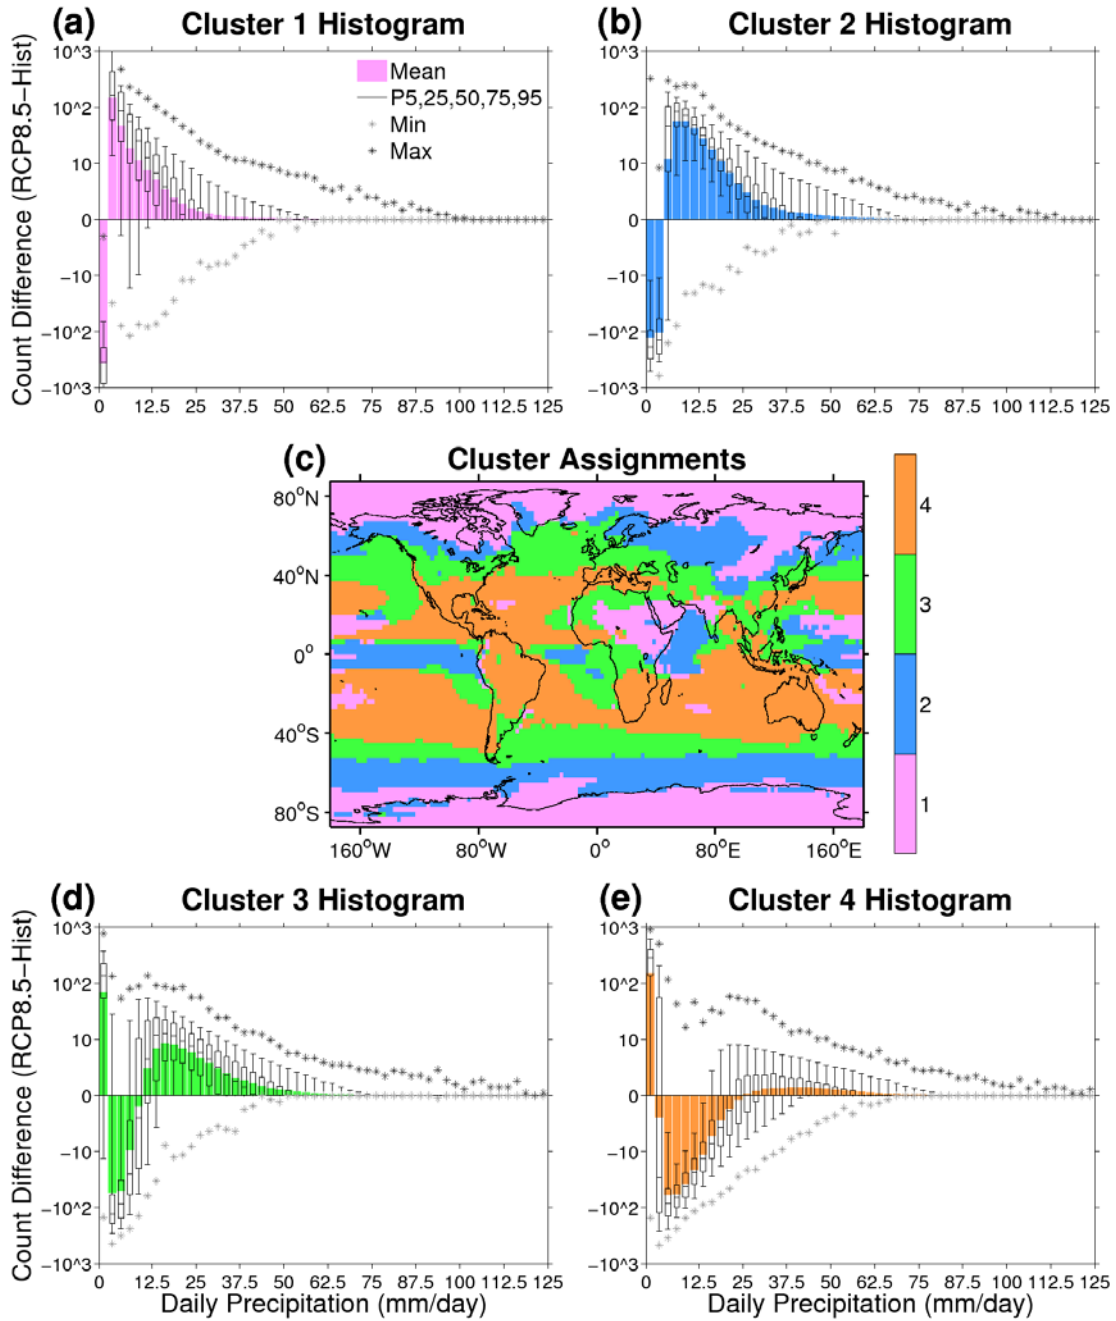 (a) Cluster 1 Histogram
(b) Cluster 2 Histogram
Count Difference (RCP8.5−Hist)
10^3
10^2
10
0
−10
−10^2
−10^3
Mean
P5,25,50,75,95
Min
Max
0 12.5 25 37.5 50 62.5 75 87.5 100 112.5 125
10^3
10^2
10
0
−10
−10^2
−10^3
0 12.5 25 37.5 50 62.5 75 87.5 100 112.5 125
(c) Cluster Assignments
80°N
40°N
0°
40°S
80°S
160°W 80°W 0° 80°E 160°E
4
3
2
1
(d) Cluster 3 Histogram
(e) Cluster 4 Histogram
Count Difference (RCP8.5−Hist)
10^3
10^2
10
0
−10
−10^2
−10^3
0 12.5 25 37.5 50 62.5 75 87.5 100 112.5 125
Daily Precipitation (mm/day)
10^3
10^2
10
0
−10
−10^2
−10^3
0 12.5 25 37.5 50 62.5 75 87.5 100 112.5 125
Daily Precipitation (mm/day)